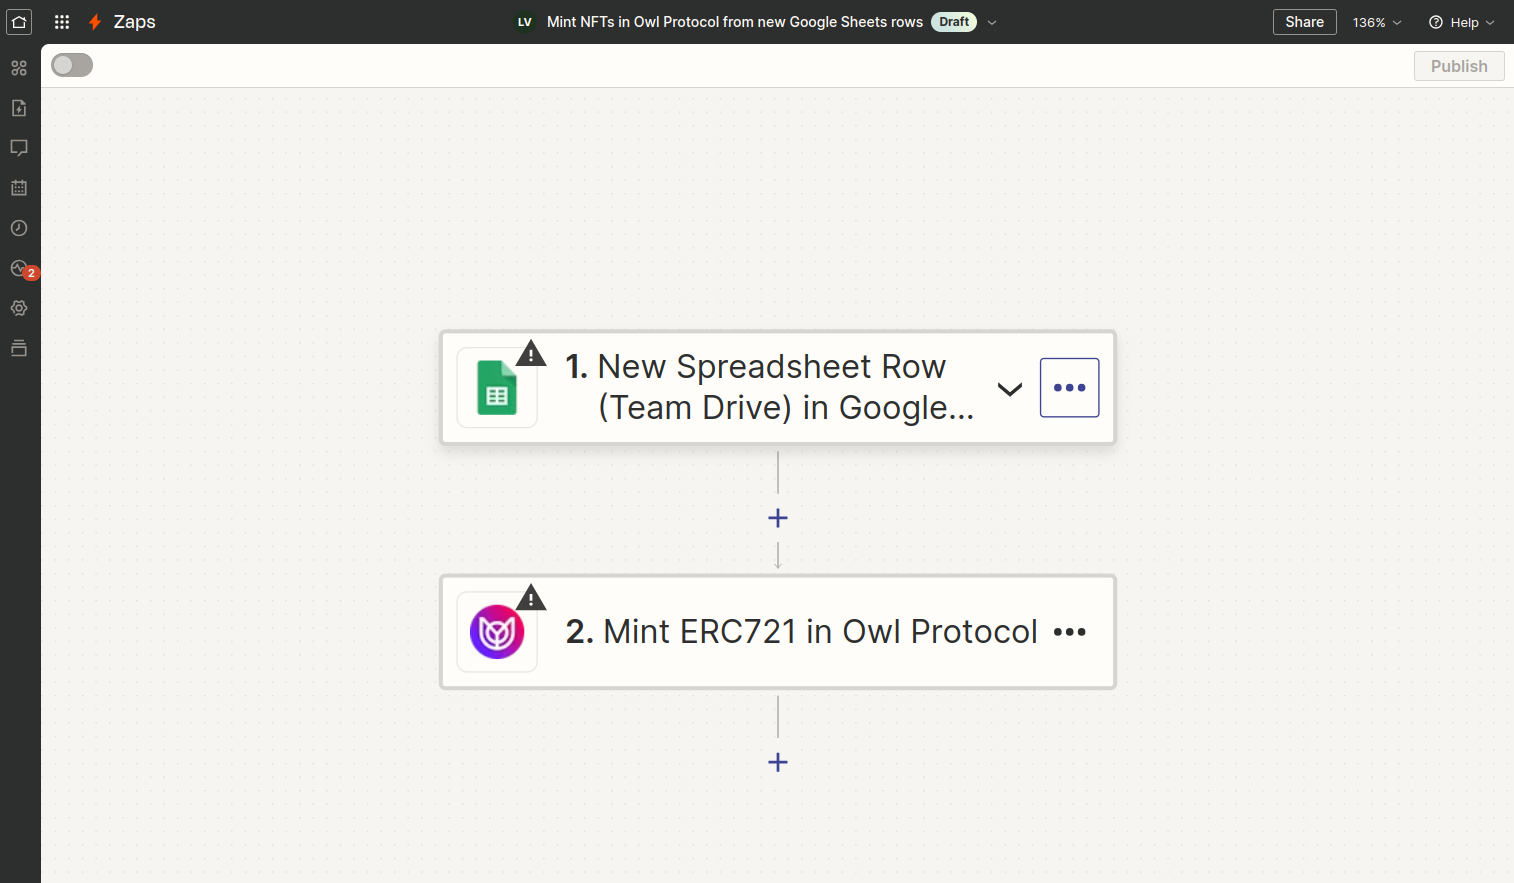 Zaps
LV Mint NFTs in Owl Protocol from new Google Sheets rows Draft
Share
136%
Help
Publish
2
1. New Spreadsheet Row
(Team Drive) in Google...
2. Mint ERC721 in Owl Protocol